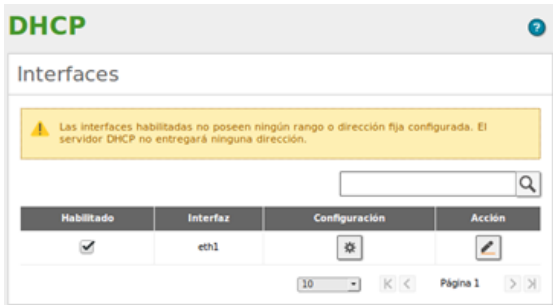 DHCP
?
Interfaces
Las interfaces habilitadas no poseen ningún rango o dirección fija configurada. El
servidor DHCP no entregará ninguna dirección.
Habilitado Interfaz Configuración Acción
eth1
10 Página 1